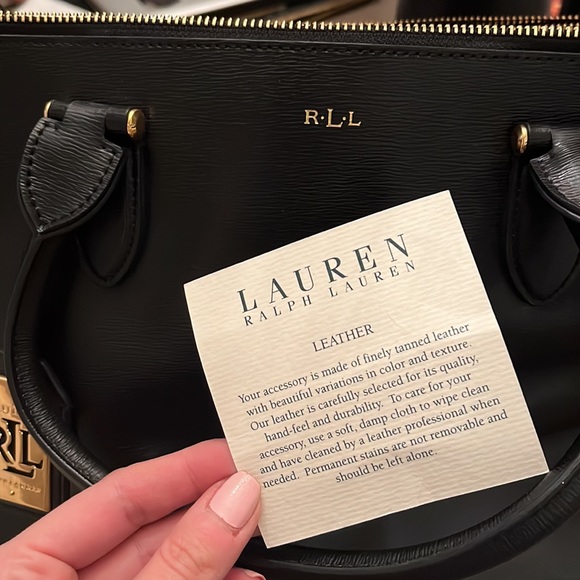 R·L·L
LAUREN
RALPH LAUREN
LEATHER
Your accessory is made of finely tanned leather
with beautiful variations in color and texture.
Our leather is carefully selected for its quality,
hand-feel and durability. To care for your
accessory, use a soft, damp cloth to wipe clean
and have cleaned by a leather professional when
needed. Permanent stains are not removable and
should be left alone.
RLL